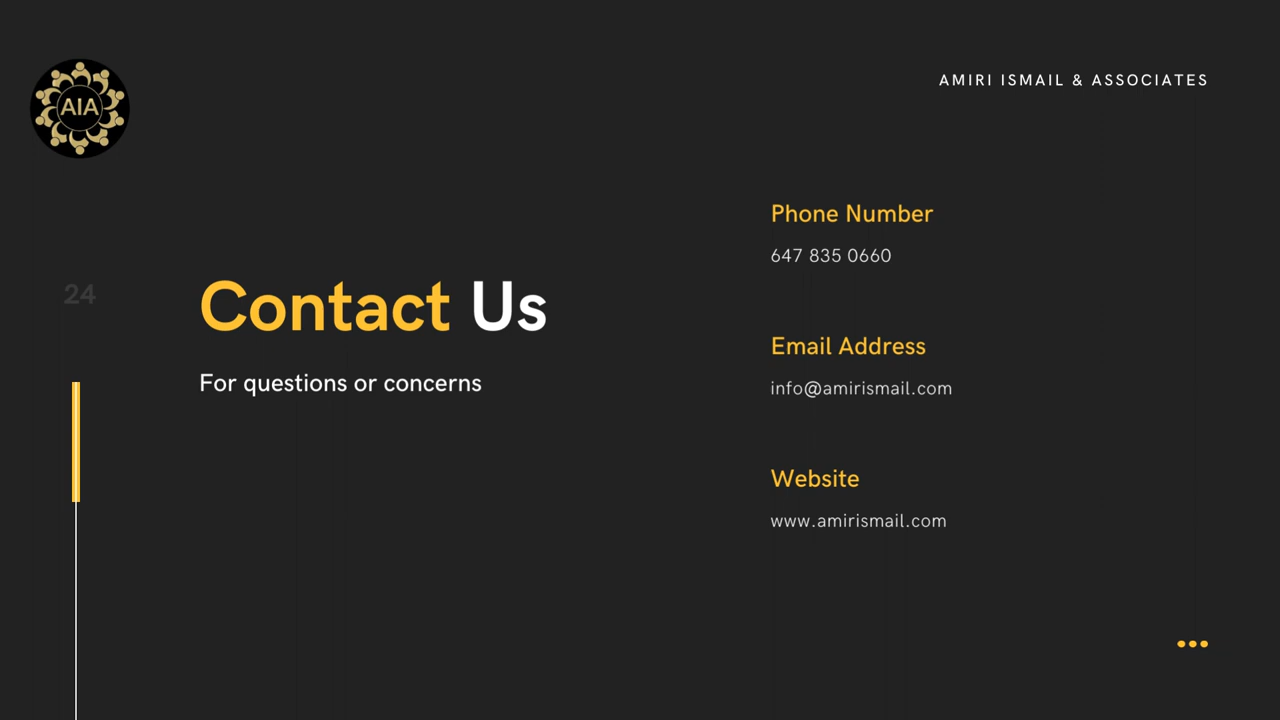 AIA
AMIRI ISMAIL & ASSOCIATES
24
Contact Us
For questions or concerns
Phone Number
647 835 0660
Email Address
info@amirismail.com
Website
www.amirismail.com